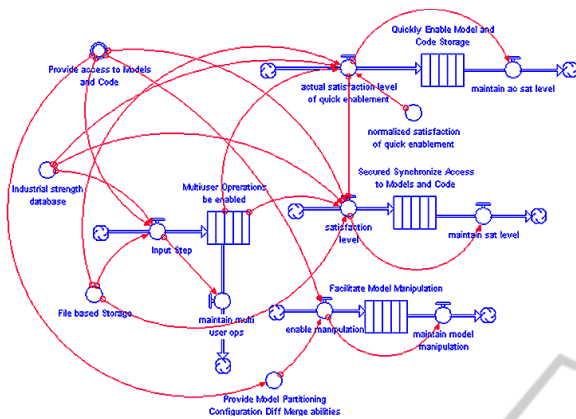 Quickly Enable Model and
Code Storage
Provide access to Models
and Code
actual satisfaction level
of quick enablement
maintain ao sat level
normalized satisfaction
of quick enablement
Industrial strength
database
Multiuser Operations
be enabled
Secured Synchronize Access
to Models and Code
Input Step
satisfaction
level
maintain sat level
File based Storage
Facilitate Model Manipulation
maintain multi
user ops
enable manipulation
maintain model
manipulation
Provide Model Partitioning
Configuration Diff Merge abilities